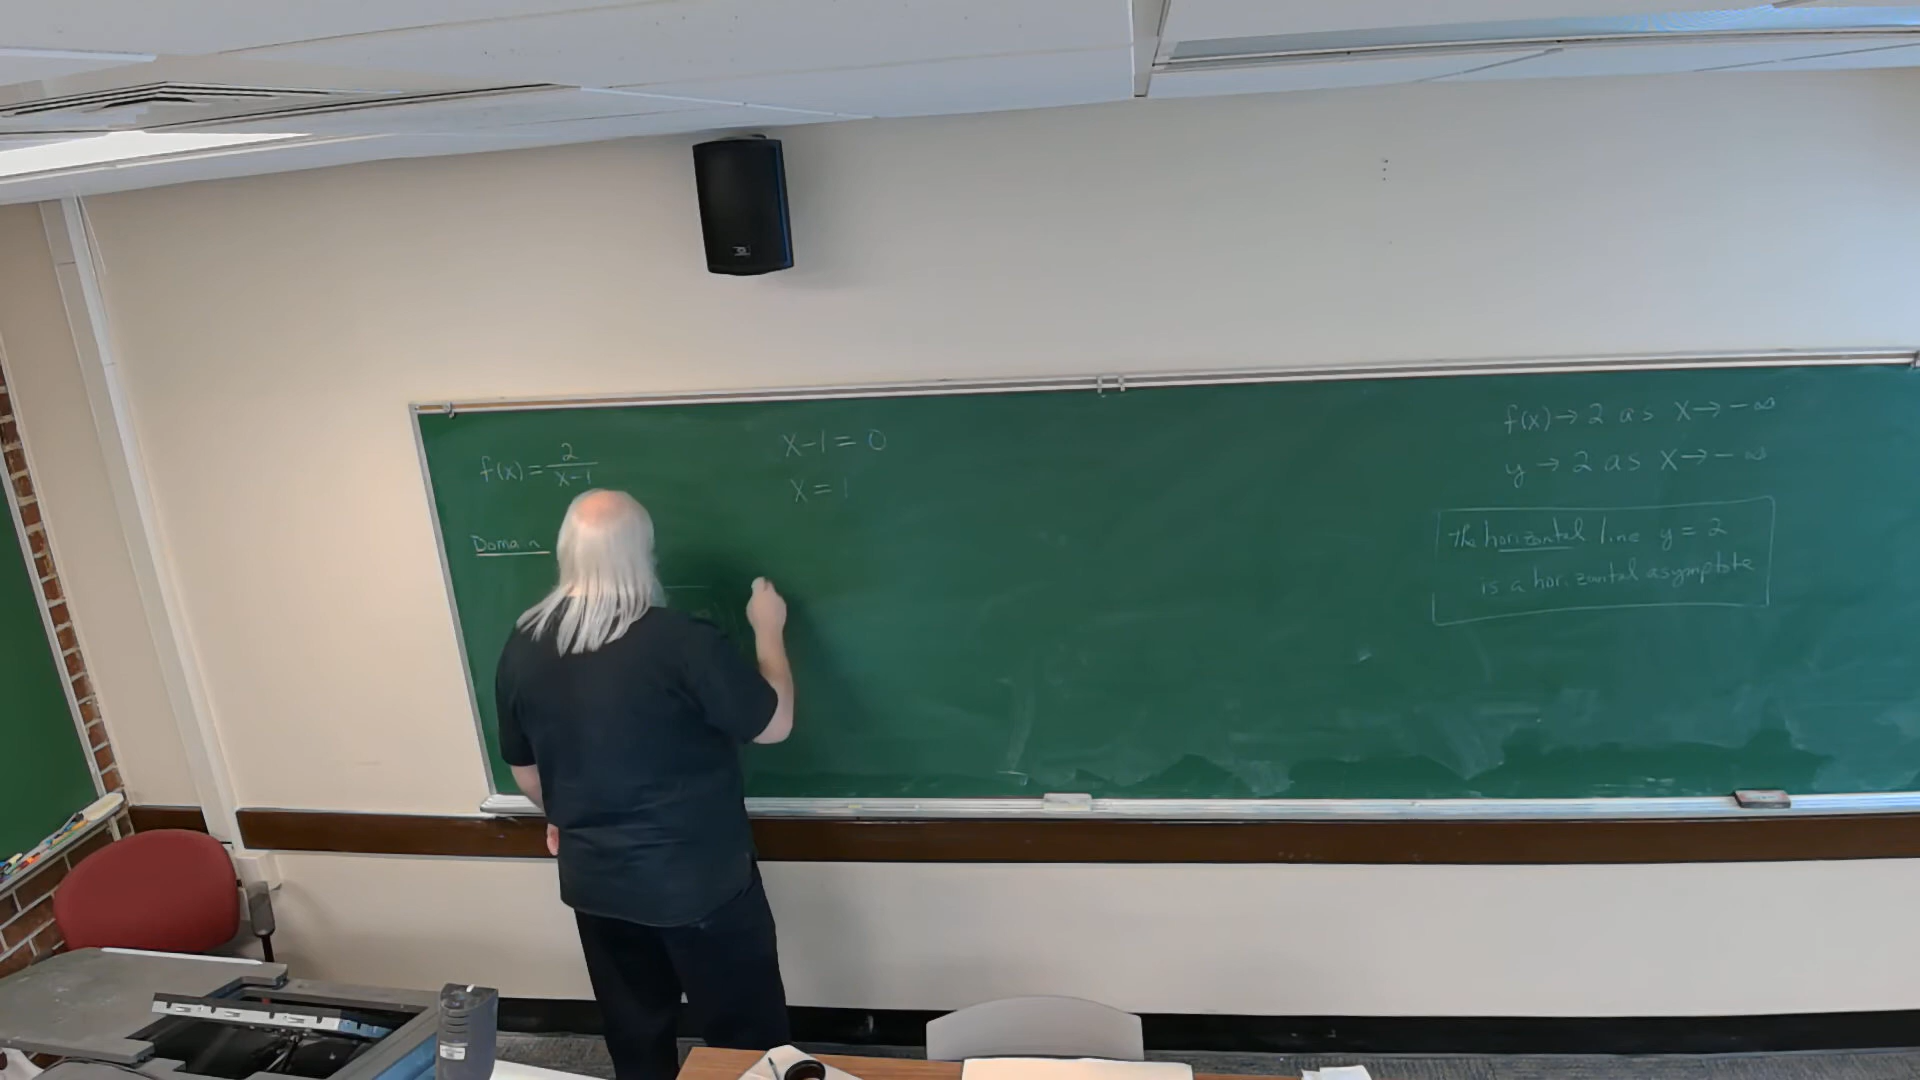 f(x) = 2/(x-1)
Domain
x-1 = 0
x = 1
f(x) → 2 as x → -∞
y → 2 as x → -∞
The horizontal line y = 2
is a horizontal asymptote